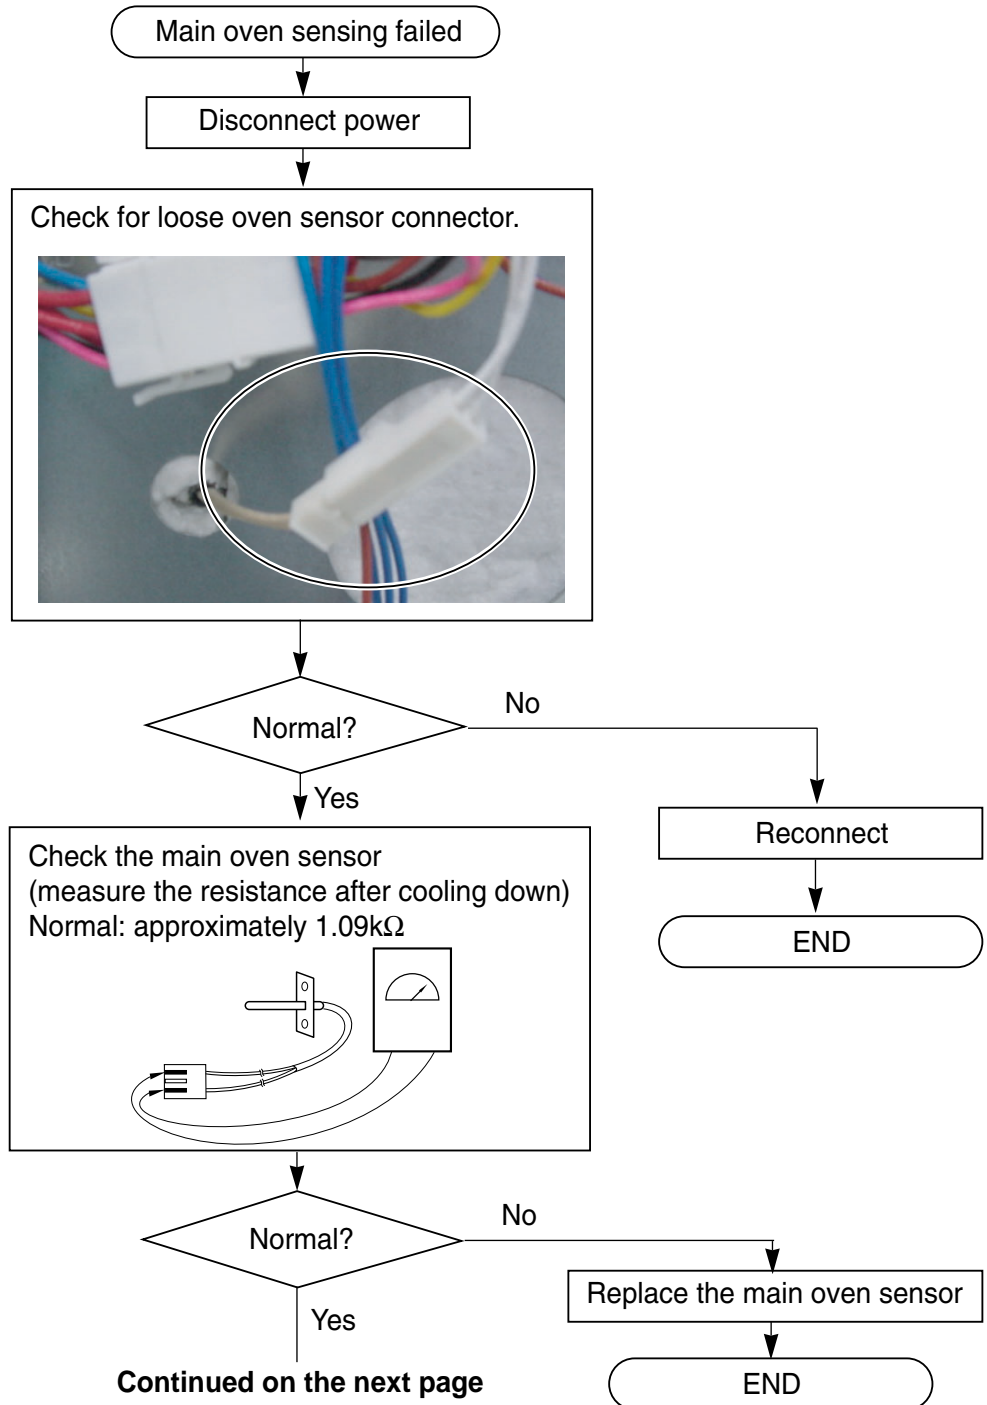 Main oven sensing failed
Disconnect power
Check for loose oven sensor connector.
Normal?
No
Yes
Reconnect
END
Check the main oven sensor
(measure the resistance after cooling down)
Normal: approximately 1.09kΩ
Normal?
No
Yes
Replace the main oven sensor
END
Continued on the next page